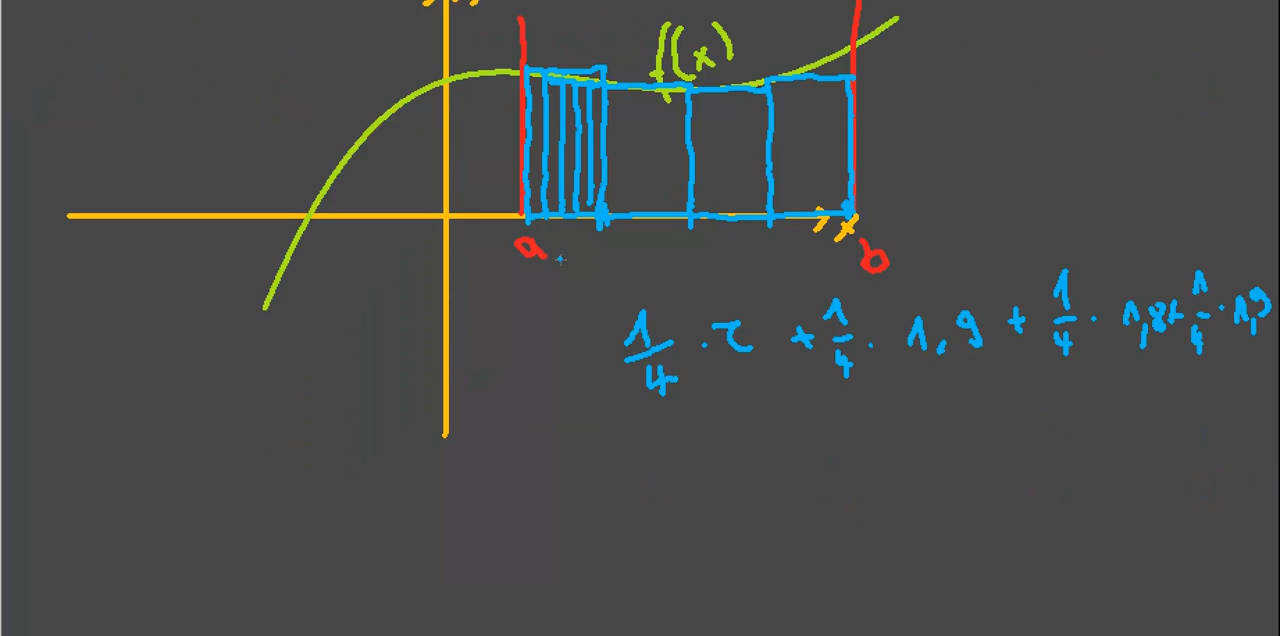 f(x)
a
x
b
1/4 · 2 + 1/4 · 1,9 + 1/4 · 1,8 + 1/4 · 1,9